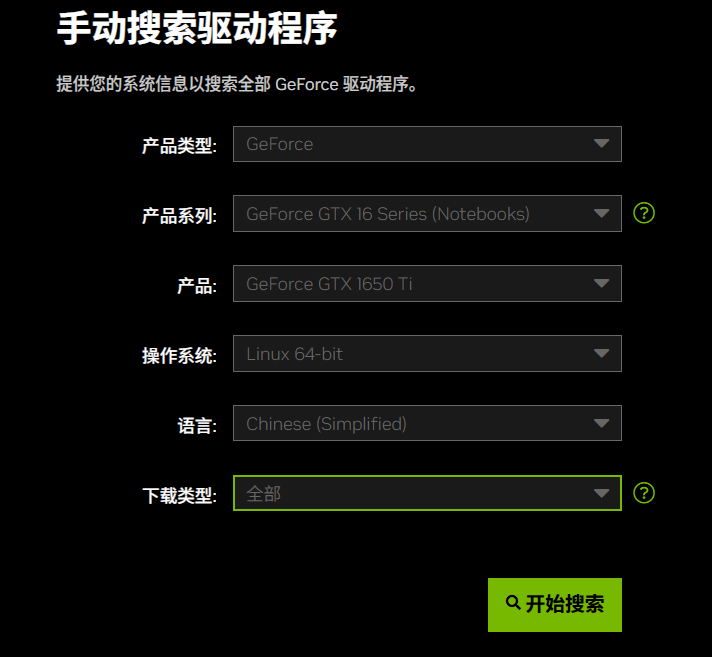 手动搜索驱动程序
提供您的系统信息以搜索全部 GeForce 驱动程序。
产品类型: GeForce
产品系列: GeForce GTX 16 Series (Notebooks) ?
产品: GeForce GTX 1650 Ti
操作系统: Linux 64-bit
语言: Chinese (Simplified)
下载类型: 全部 ?
开始搜索